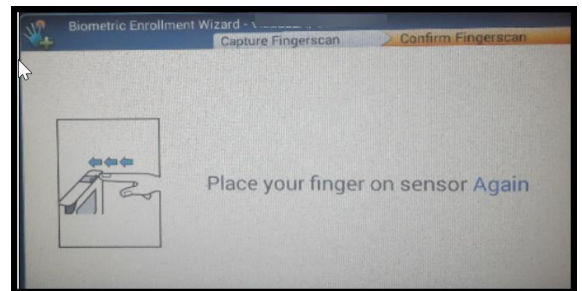 Biometric Enrollment Wizard -
Capture Fingerscan
Confirm Fingerscan
Place your finger on sensor Again